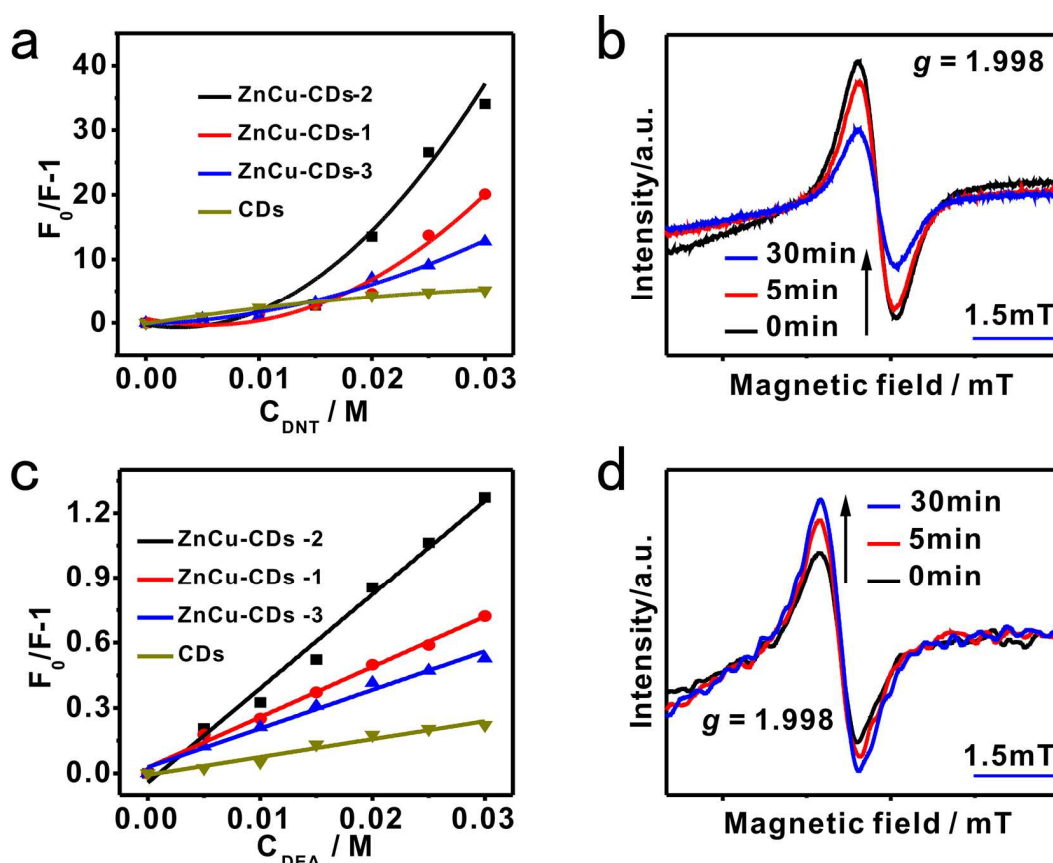 a
40
30
20
10
0
F₀/F-1
ZnCu-CDs-2
ZnCu-CDs-1
ZnCu-CDs-3
CDs
0.00 0.01 0.02 0.03
C_DNT / M
b
g = 1.998
Intensity/a.u.
30min
5min
0min
1.5mT
Magnetic field / mT
c
1.2
0.9
0.6
0.3
0.0
F₀/F-1
ZnCu-CDs -2
ZnCu-CDs -1
ZnCu-CDs -3
CDs
0.00 0.01 0.02 0.03
C_DEA / M
d
30min
5min
0min
Intensity/a.u.
g = 1.998
1.5mT
Magnetic field / mT